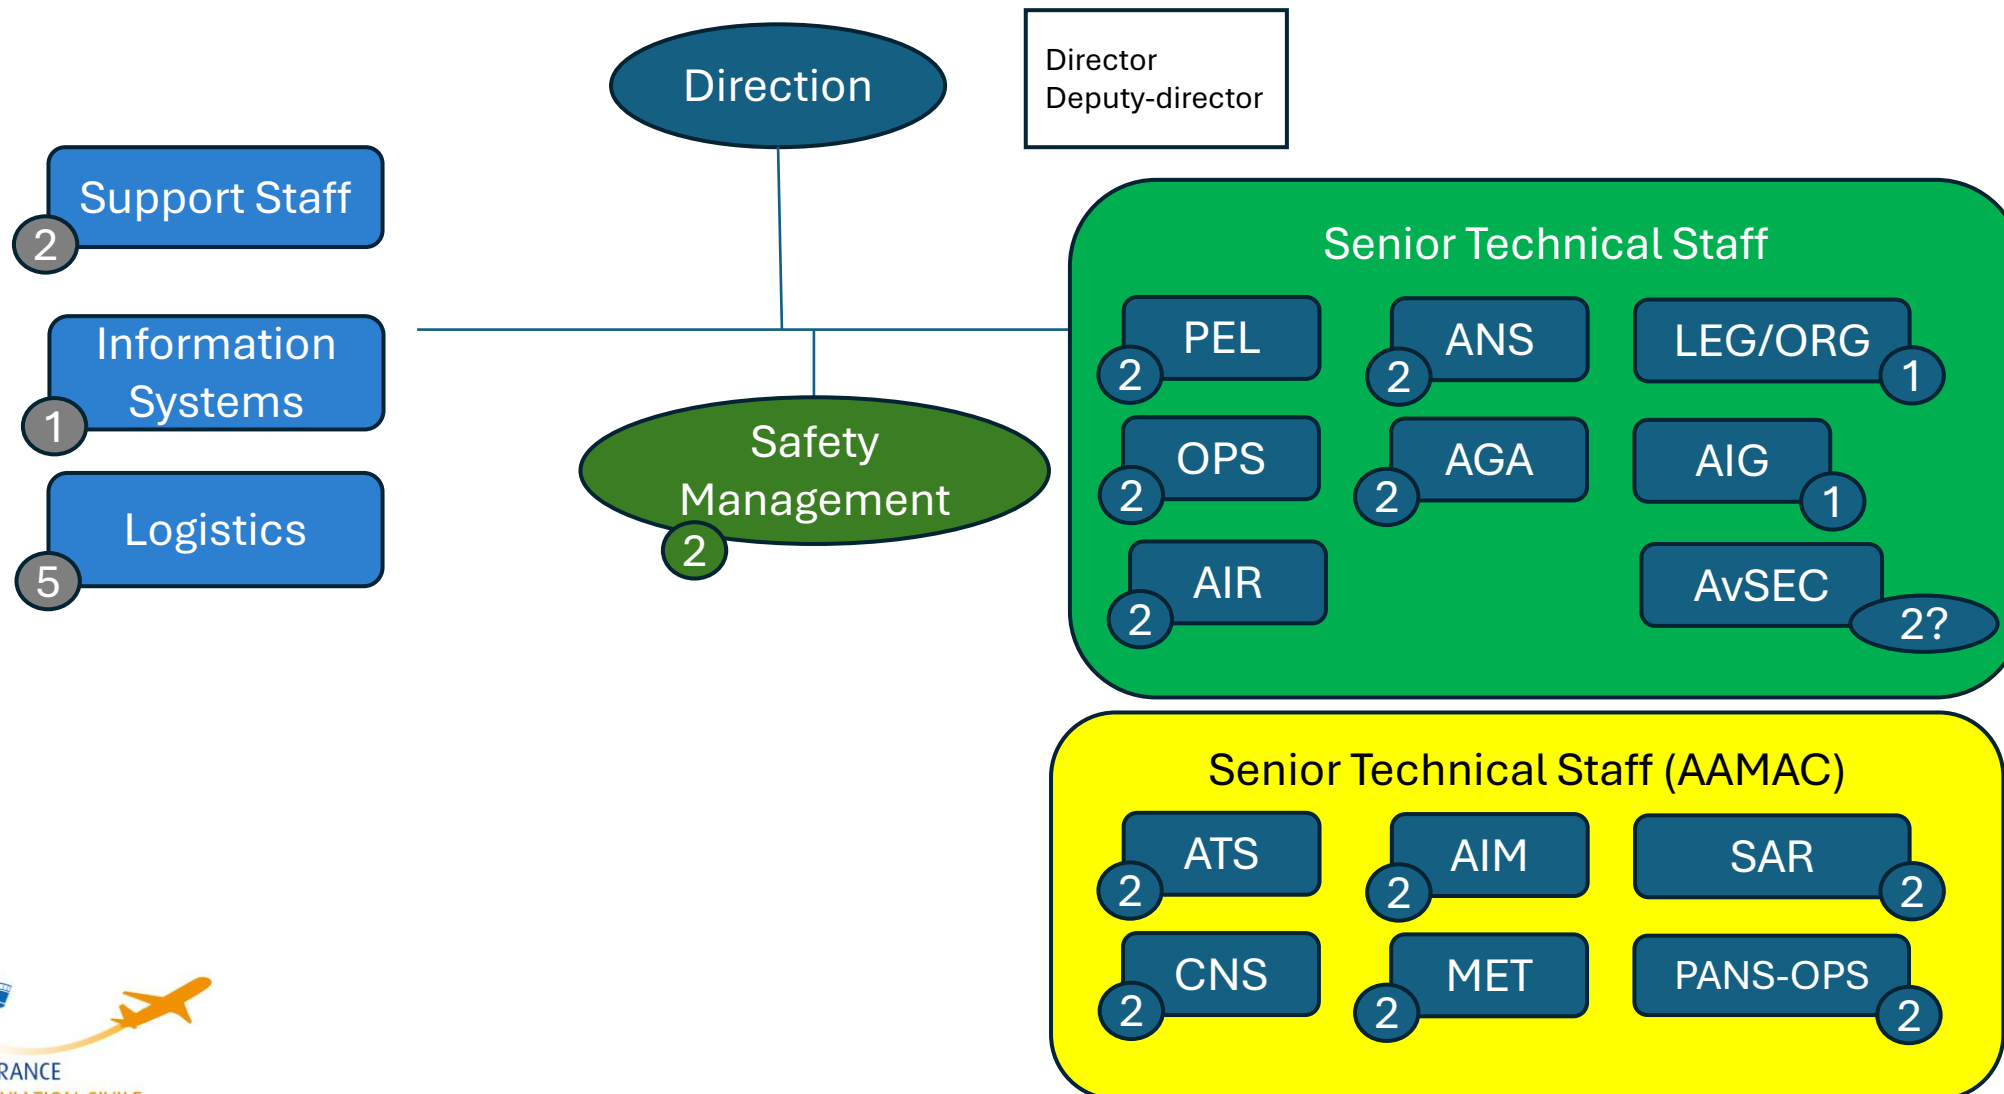 Direction
Director
Deputy-director
Support Staff
2
Information
Systems
1
Logistics
5
Safety
Management
2
Senior Technical Staff
PEL
2
ANS
2
LEG/ORG
1
OPS
2
AGA
2
AIG
1
AIR
2
AvSEC
2?
Senior Technical Staff (AAMAC)
ATS
2
AIM
2
SAR
2
CNS
2
MET
2
PANS-OPS
2
RANCE